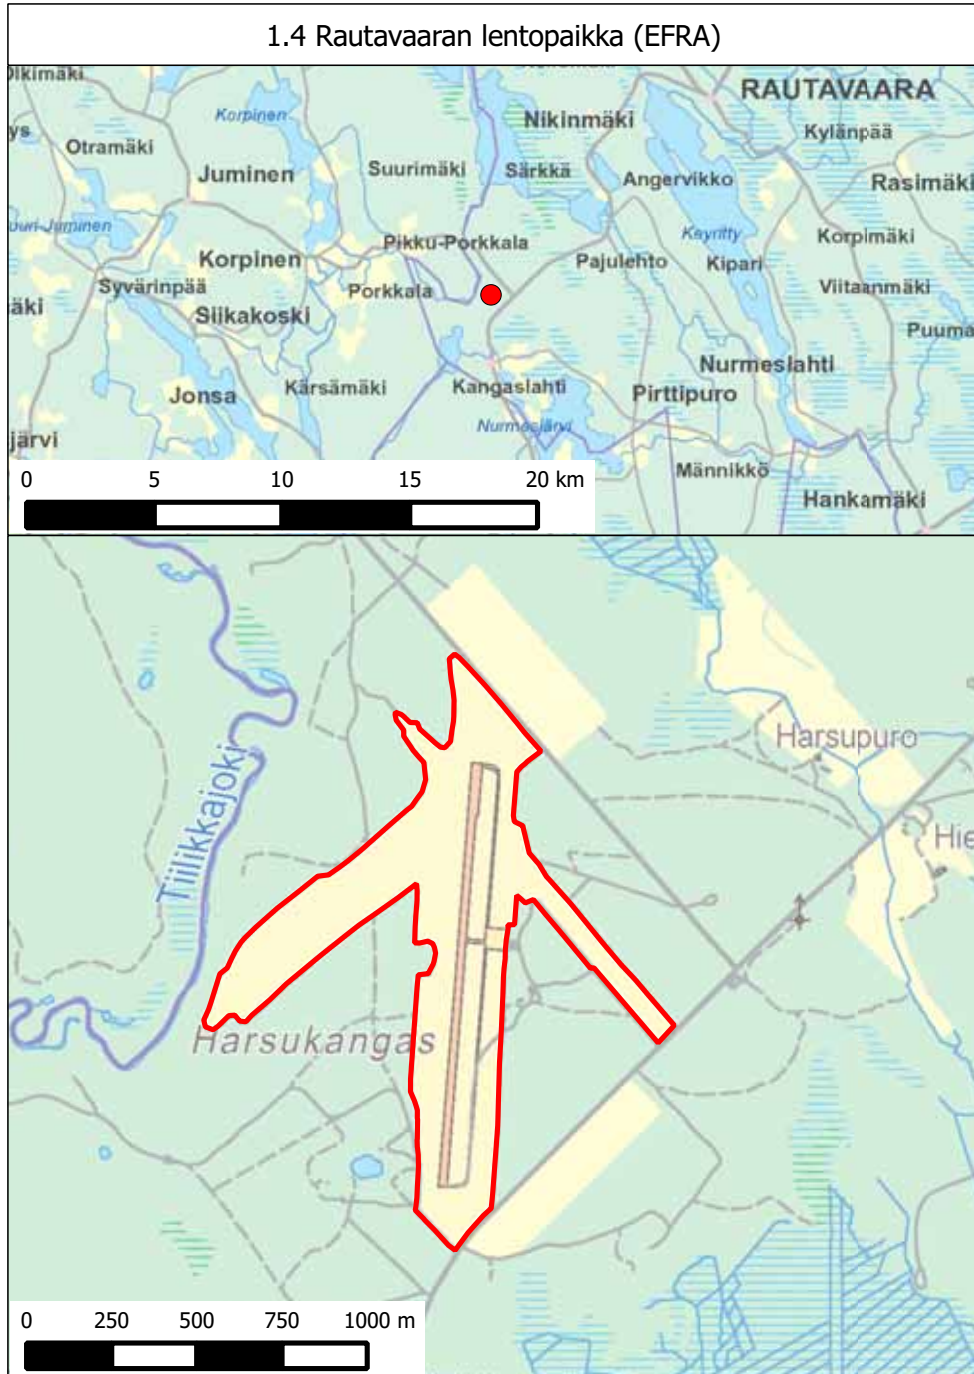 1.4 Rautavaaran lentopaikka (EFRA)
RAUTAVAARA
Korpinen
Nikinmäki
Kylänpää
Otramäki
Juminen
Suurimäki
Särkkä
Angervikko
Rasimäki
Pikku-Porkkala
Keyritty
Korpimäki
Korpinen
Pajulehto
Kipari
Syvärinpää
Porkkala
Viitaanmäki
Siikakoski
Puuma
Nurmeslahti
Jonsa
Kärsämäki
Kangaslahti
Pirttipuro
Nurmesjärvi
järvi
Männikkö
Hankamäki
0 5 10 15 20 km
Harsupuro
Hie
Tiilikkajoki
Harsukangas
0 250 500 750 1000 m